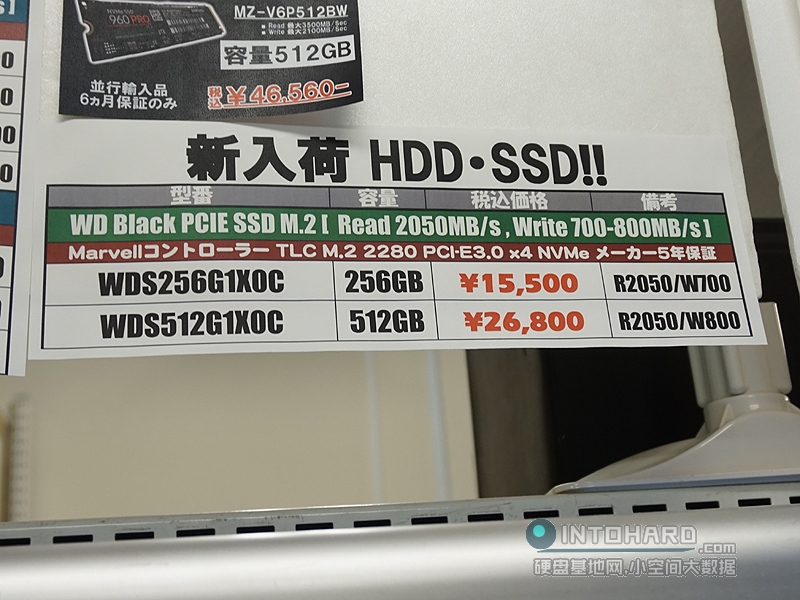 NVMe SSD
960 PRO
MZ-V6P512BW
● Read 最大3500MB/Sec
● Write 最大2100MB/Sec
容量512GB
並行輸入品
6ヵ月保証のみ
税込 ¥46,560ー
新入荷 HDD・SSD!!
型番 容量 税込価格 備考
WD Black PCIE SSD M.2 [ Read 2050MB/s , Write 700-800MB/s ]
Marvellコントローラー TLC M.2 2280 PCI-E3.0 x4 NVMe メーカー5年保証
WDS256G1X0C 256GB ¥15,500 R2050/W700
WDS512G1X0C 512GB ¥26,800 R2050/W800
INTOHARD.com
硬盘基地网,小空间大数据